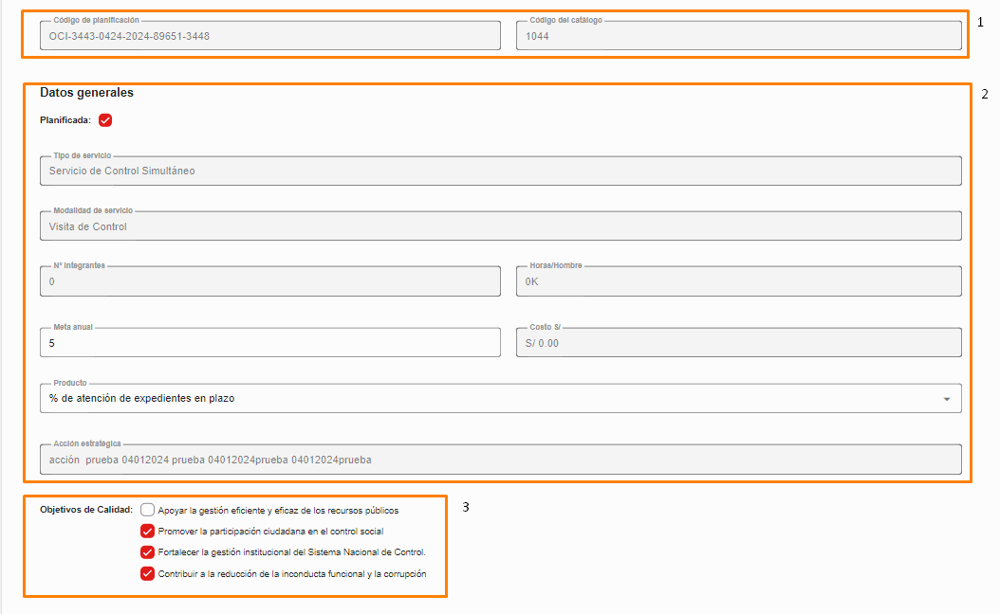 Código de planificación
OCI-3443-0424-2024-89651-3448
Código del catálogo
1044
1
Datos generales
2
Planificada:
Tipo de servicio
Servicio de Control Simultáneo
Modalidad de servicio
Visita de Control
N° integrantes
0
Horas/Hombre
0K
Meta anual
5
Costo S/
S/ 0.00
Producto
% de atención de expedientes en plazo
Acción estratégica
acción  prueba 04012024 prueba 04012024prueba 04012024prueba
Objetivos de Calidad:
Apoyar la gestión eficiente y eficaz de los recursos públicos
3
Promover la participación ciudadana en el control social
Fortalecer la gestión institucional del Sistema Nacional de Control.
Contribuir a la reducción de la inconducta funcional y la corrupción